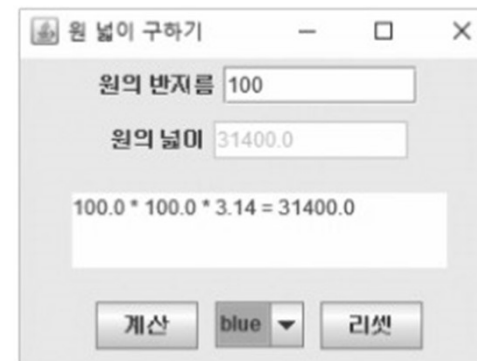 원 넓이 구하기
원의 반지름 100
원의 넓이 31400.0
100.0 * 100.0 * 3.14 = 31400.0
계산 blue 리셋